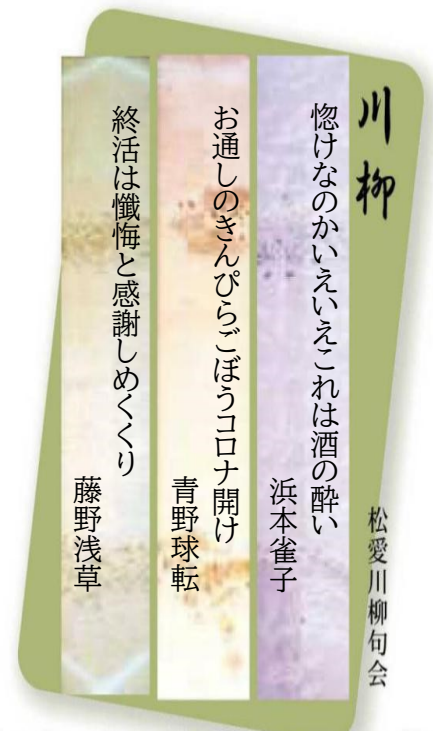 川柳
松愛川柳句会
惚けなのかいえいえこれは酒の酔い
浜本雀子
お通しのきんぴらごぼうコロナ開け
青野球転
終活は懺悔と感謝しめくくり
藤野浅草